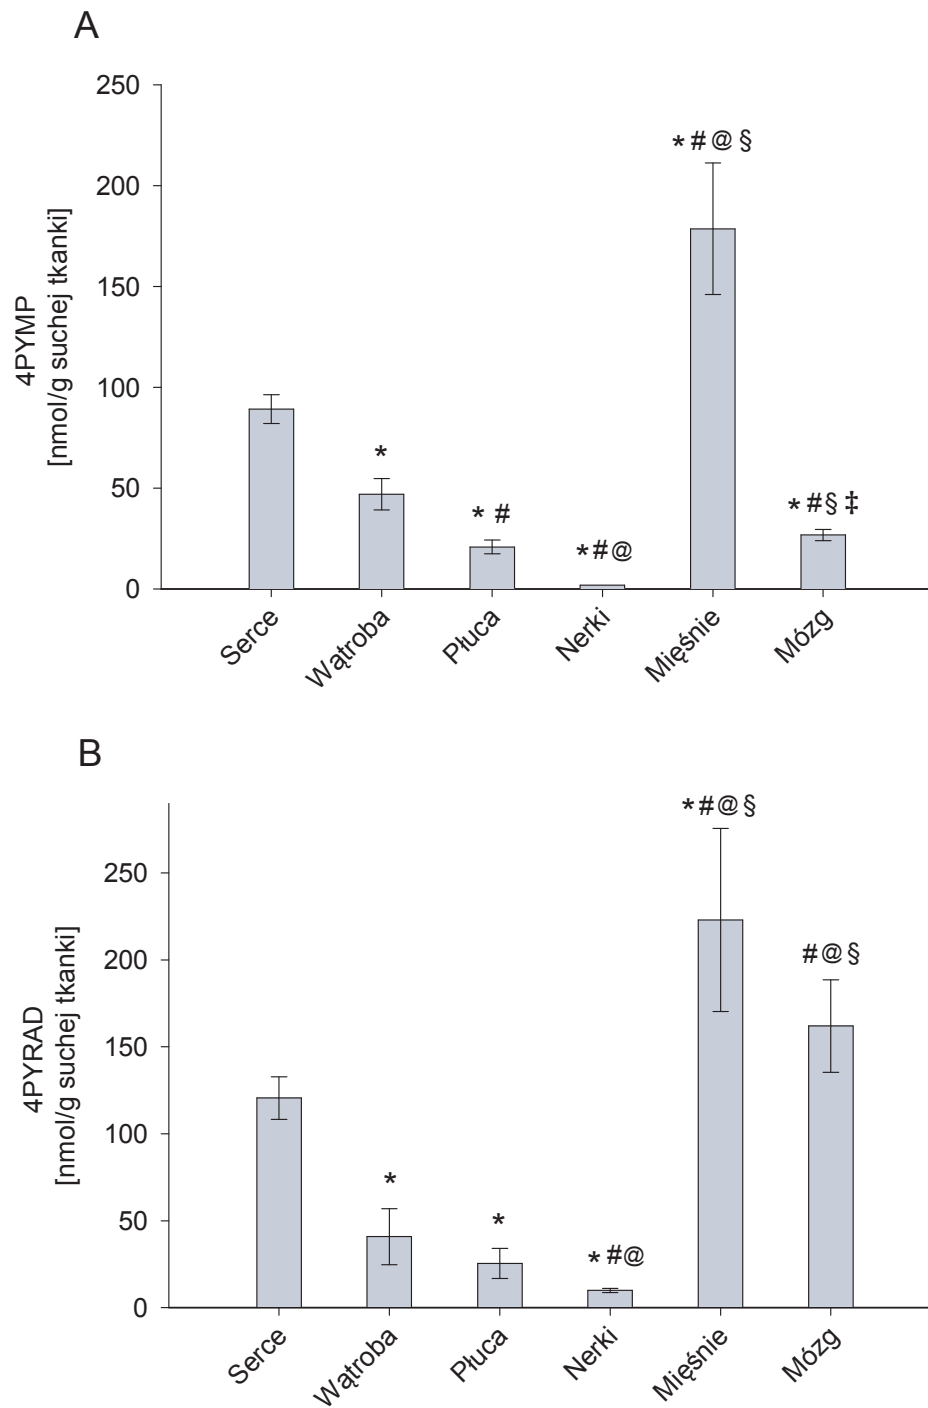 A
4PYMP
[nmol/g suchej tkanki]
250
200
150
100
50
0
*
* #
*#@
*#@§
*#§‡
Serce
Wątroba
Płuca
Nerki
Mięśnie
Mózg
B
4PYRAD
[nmol/g suchej tkanki]
250
200
150
100
50
0
*
*
*#@
*#@§
#@§
Serce
Wątroba
Płuca
Nerki
Mięśnie
Mózg